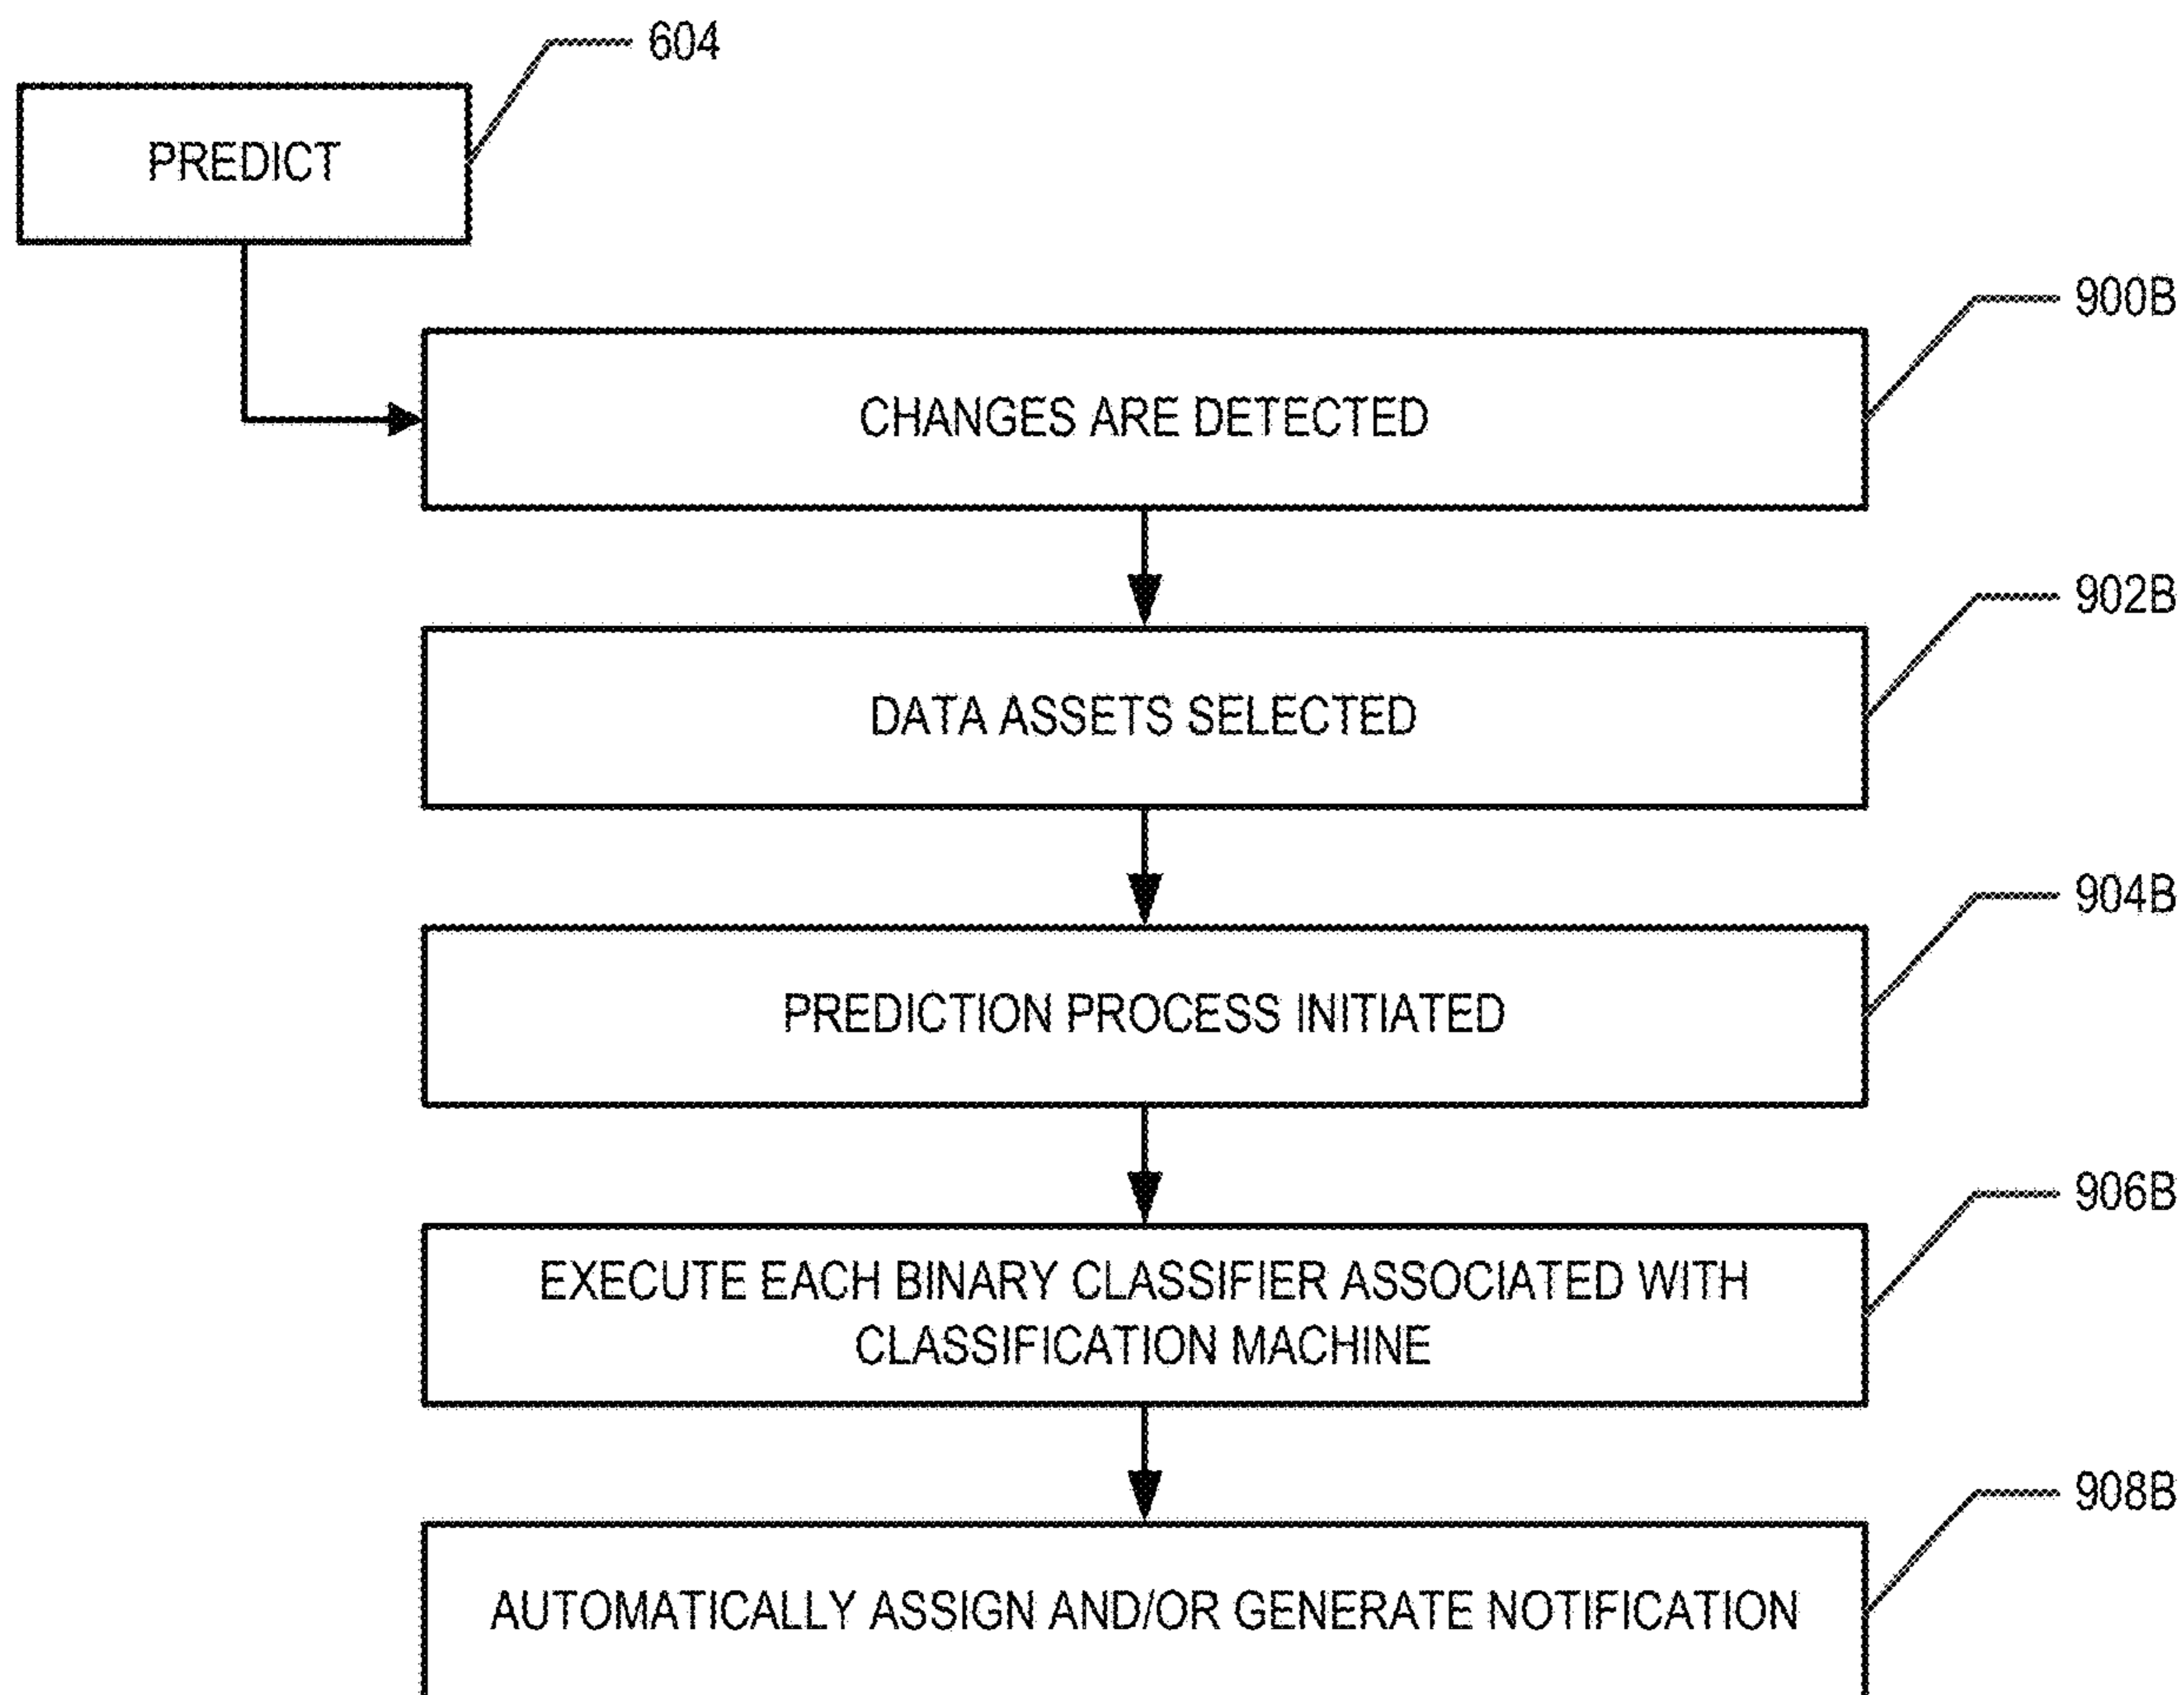 604
PREDICT
900B
CHANGES ARE DETECTED
902B
DATA ASSETS SELECTED
904B
PREDICTION PROCESS INITIATED
906B
EXECUTE EACH BINARY CLASSIFIER ASSOCIATED WITH
CLASSIFICATION MACHINE
908B
AUTOMATICALLY ASSIGN AND/OR GENERATE NOTIFICATION